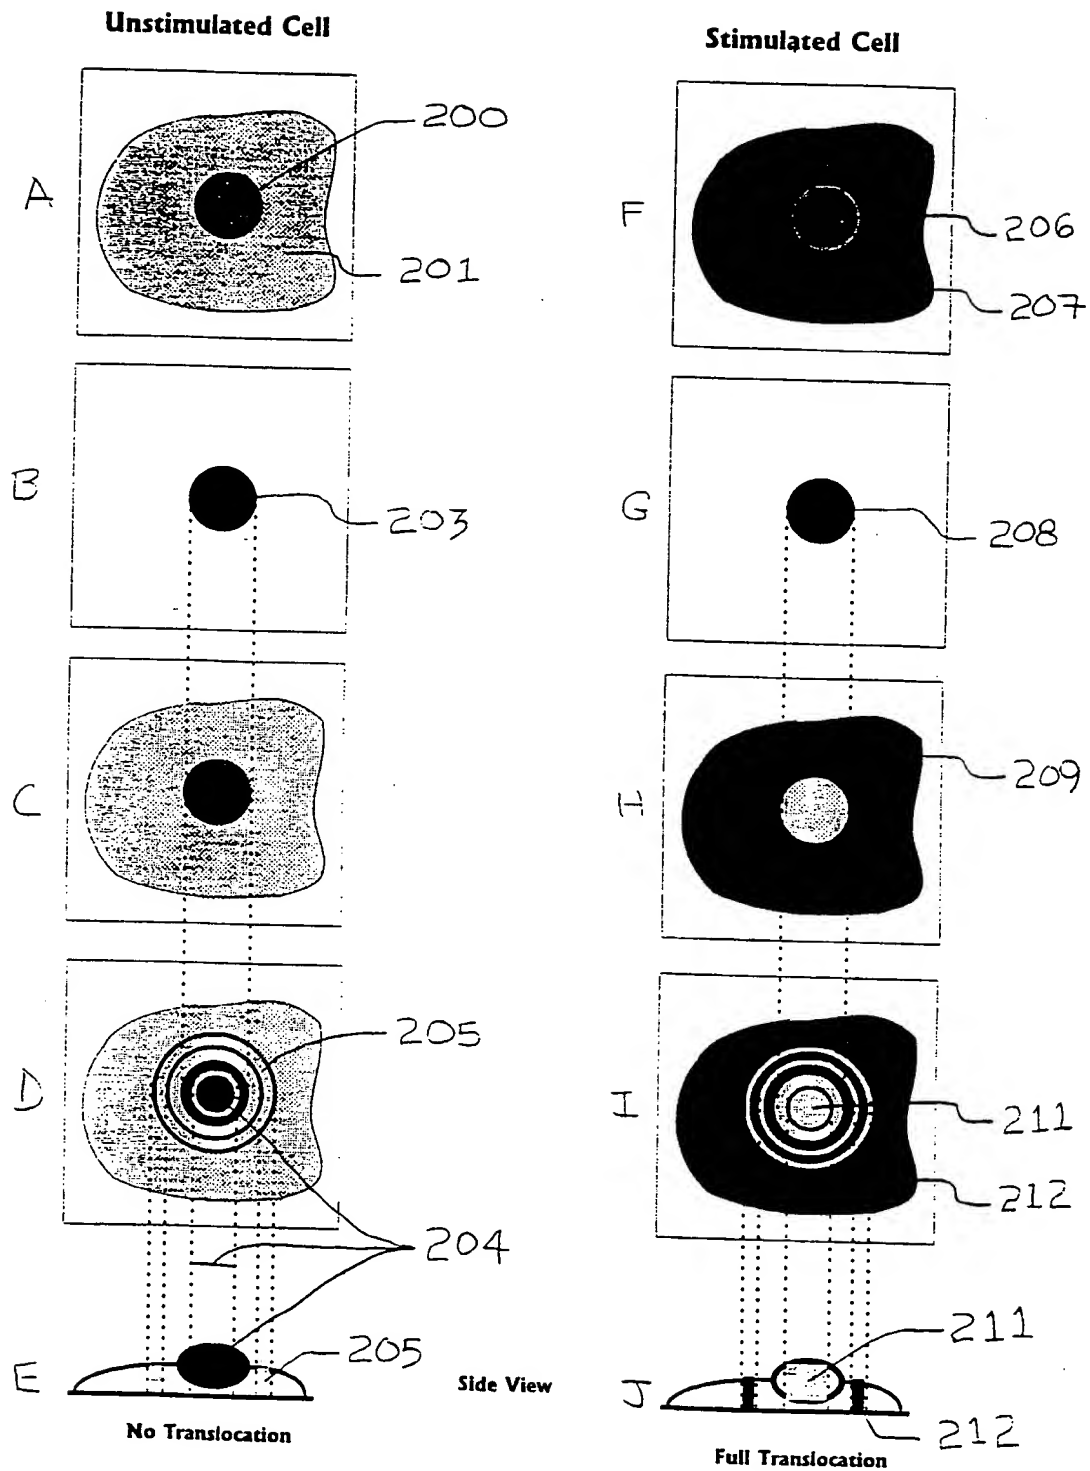 Unstimulated Cell
Stimulated Cell
A
200
201
F
206
207
B
203
G
208
C
H
209
D
205
204
I
211
212
E
205
Side View
J
211
212
No Translocation
Full Translocation